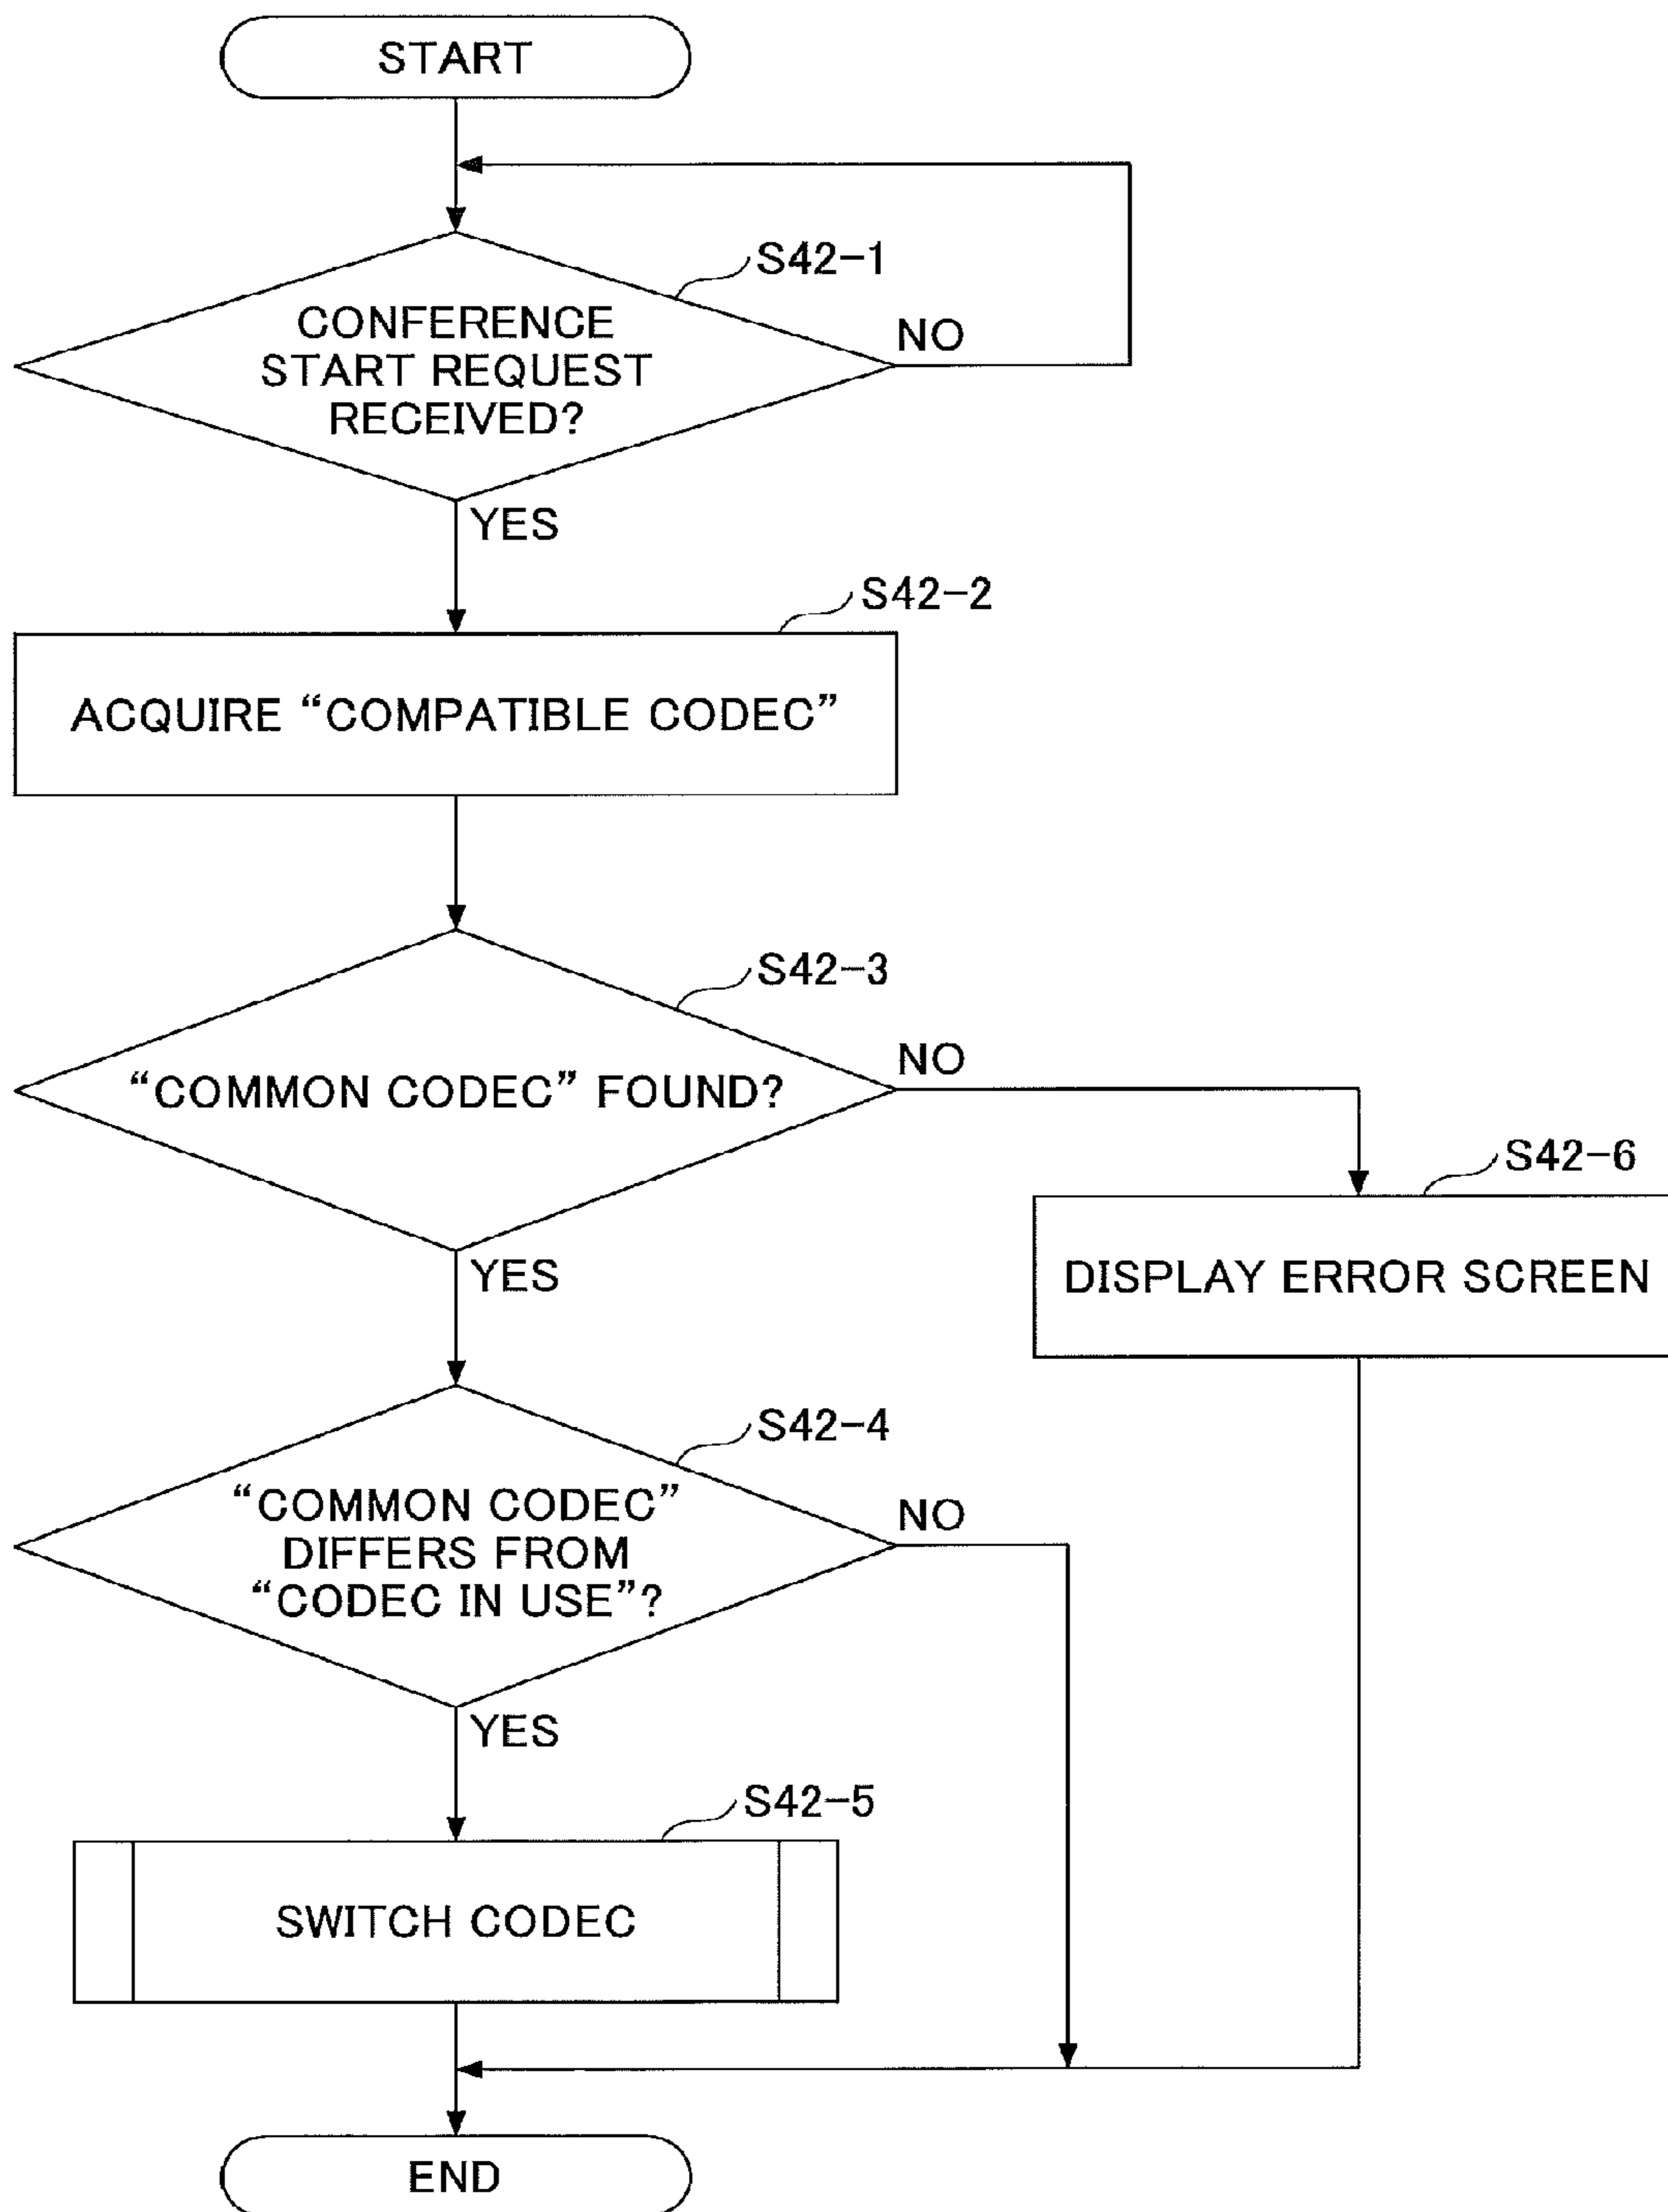 START
S42-1
CONFERENCE
START REQUEST
RECEIVED?
NO
YES
S42-2
ACQUIRE “COMPATIBLE CODEC”
S42-3
“COMMON CODEC” FOUND?
NO
YES
S42-6
DISPLAY ERROR SCREEN
S42-4
“COMMON CODEC”
DIFFERS FROM
“CODEC IN USE”?
NO
YES
S42-5
SWITCH CODEC
END